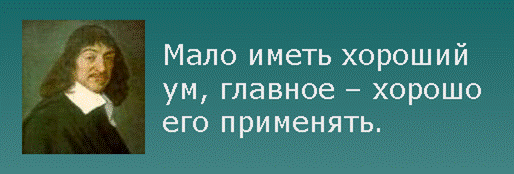 Мало иметь хороший
ум, главное – хорошо
его применять.